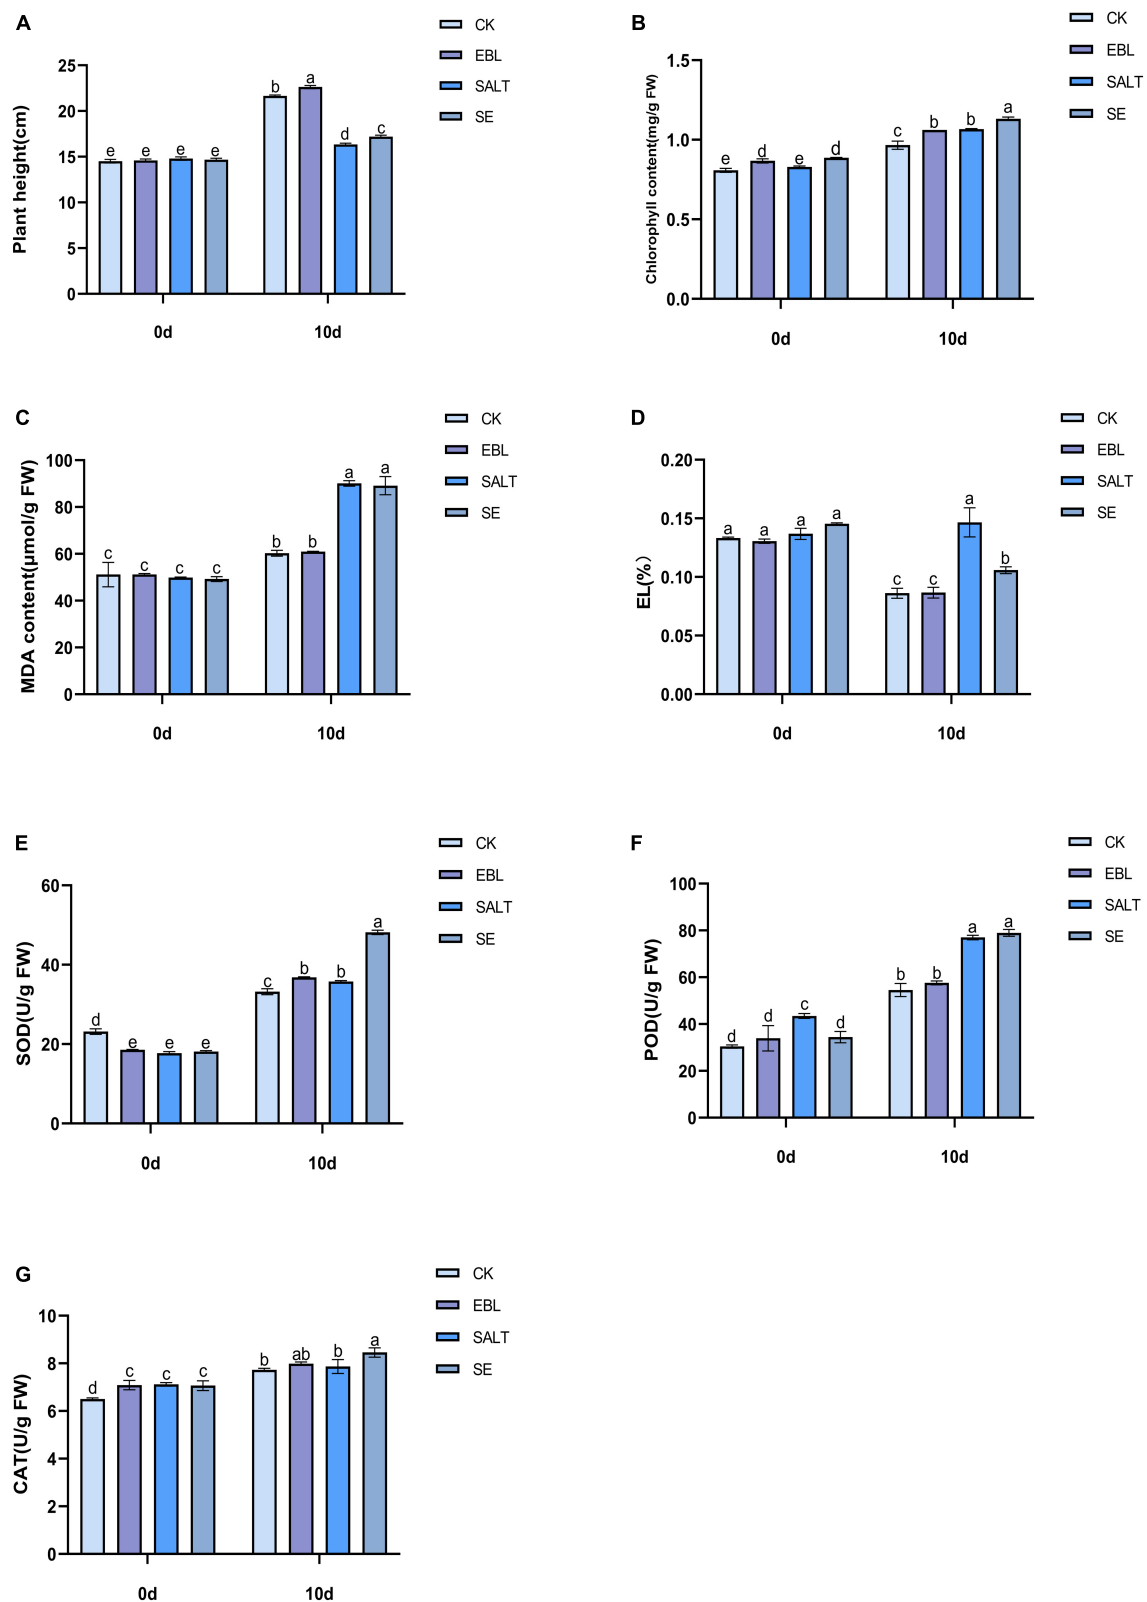 A
CK
EBL
SALT
SE
Plant height(cm)
25
20
15
10
5
0
e e e e
b a d c
0d 10d
B
CK
EBL
SALT
SE
Chlorophyll content(mg/g FW)
1.5
1.0
0.5
0.0
e d e d
c b b a
0d 10d
C
CK
EBL
SALT
SE
MDA content(μmol/g FW)
100
80
60
40
20
0
c c c c
b b a a
0d 10d
D
CK
EBL
SALT
SE
EL(%)
0.20
0.15
0.10
0.05
0.00
a a a a
c c a b
0d 10d
E
CK
EBL
SALT
SE
SOD(U/g FW)
60
40
20
0
d e e e
c b b a
0d 10d
F
CK
EBL
SALT
SE
POD(U/g FW)
100
80
60
40
20
0
d d c d
b b a a
0d 10d
G
CK
EBL
SALT
SE
CAT(U/g FW)
10
8
6
4
2
0
d c c c
b ab b a
0d 10d